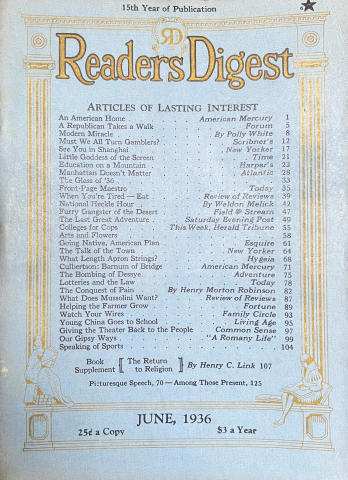 15th Year of Publication
RD
Readers Digest
ARTICLES OF LASTING INTEREST
An American Home . . . American Mercury 1
A Republican Takes a Walk . . . Forum 5
Modern Miracle . . . By Polly White 8
Must We All Turn Gamblers? . . . Scribner's 12
See You in Shanghai . . . New Yorker 17
Little Goddess of the Screen . . . Time 21
Education on a Mountain . . . Harper's 23
Manhattan Doesn't Matter . . . Atlantic 28
The Class of '36 . . . 33
Front-Page Maestro . . . Today 35
When You're Tired — Eat . . . Review of Reviews 39
National Heckle Hour . . . By Weldon Melick 42
Furry Gangster of the Desert . . . Field & Stream 47
The Last Great Adventure . . . Saturday Evening Post 49
Colleges for Cops . . . This Week, Herald Tribune 55
Arts and Flowers . . . 58
Going Native, American Plan . . . Esquire 61
The Talk of the Town . . . New Yorker 64
What Length Apron Strings? . . . Hygeia 68
Culbertson: Barnum of Bridge . . . American Mercury 71
The Bombing of Dessye . . . Adventure 75
Lotteries and the Law . . . Today 78
The Conquest of Pain . . . By Henry Morton Robinson 82
What Does Mussolini Want? . . . Review of Reviews 87
Helping the Farmer Grow . . . Fortune 89
Watch Your Wires . . . Family Circle 93
Young China Goes to School . . . Living Age 95
Giving the Theater Back to the People . . . Common Sense 97
Our Gipsy Ways . . . "A Romany Life" 99
Speaking of Sports . . . 104
Book Supplement [ The Return to Religion ] By Henry C. Link 107
Picturesque Speech, 70 — Among Those Present, 125
JUNE, 1936
25¢ a Copy $3 a Year